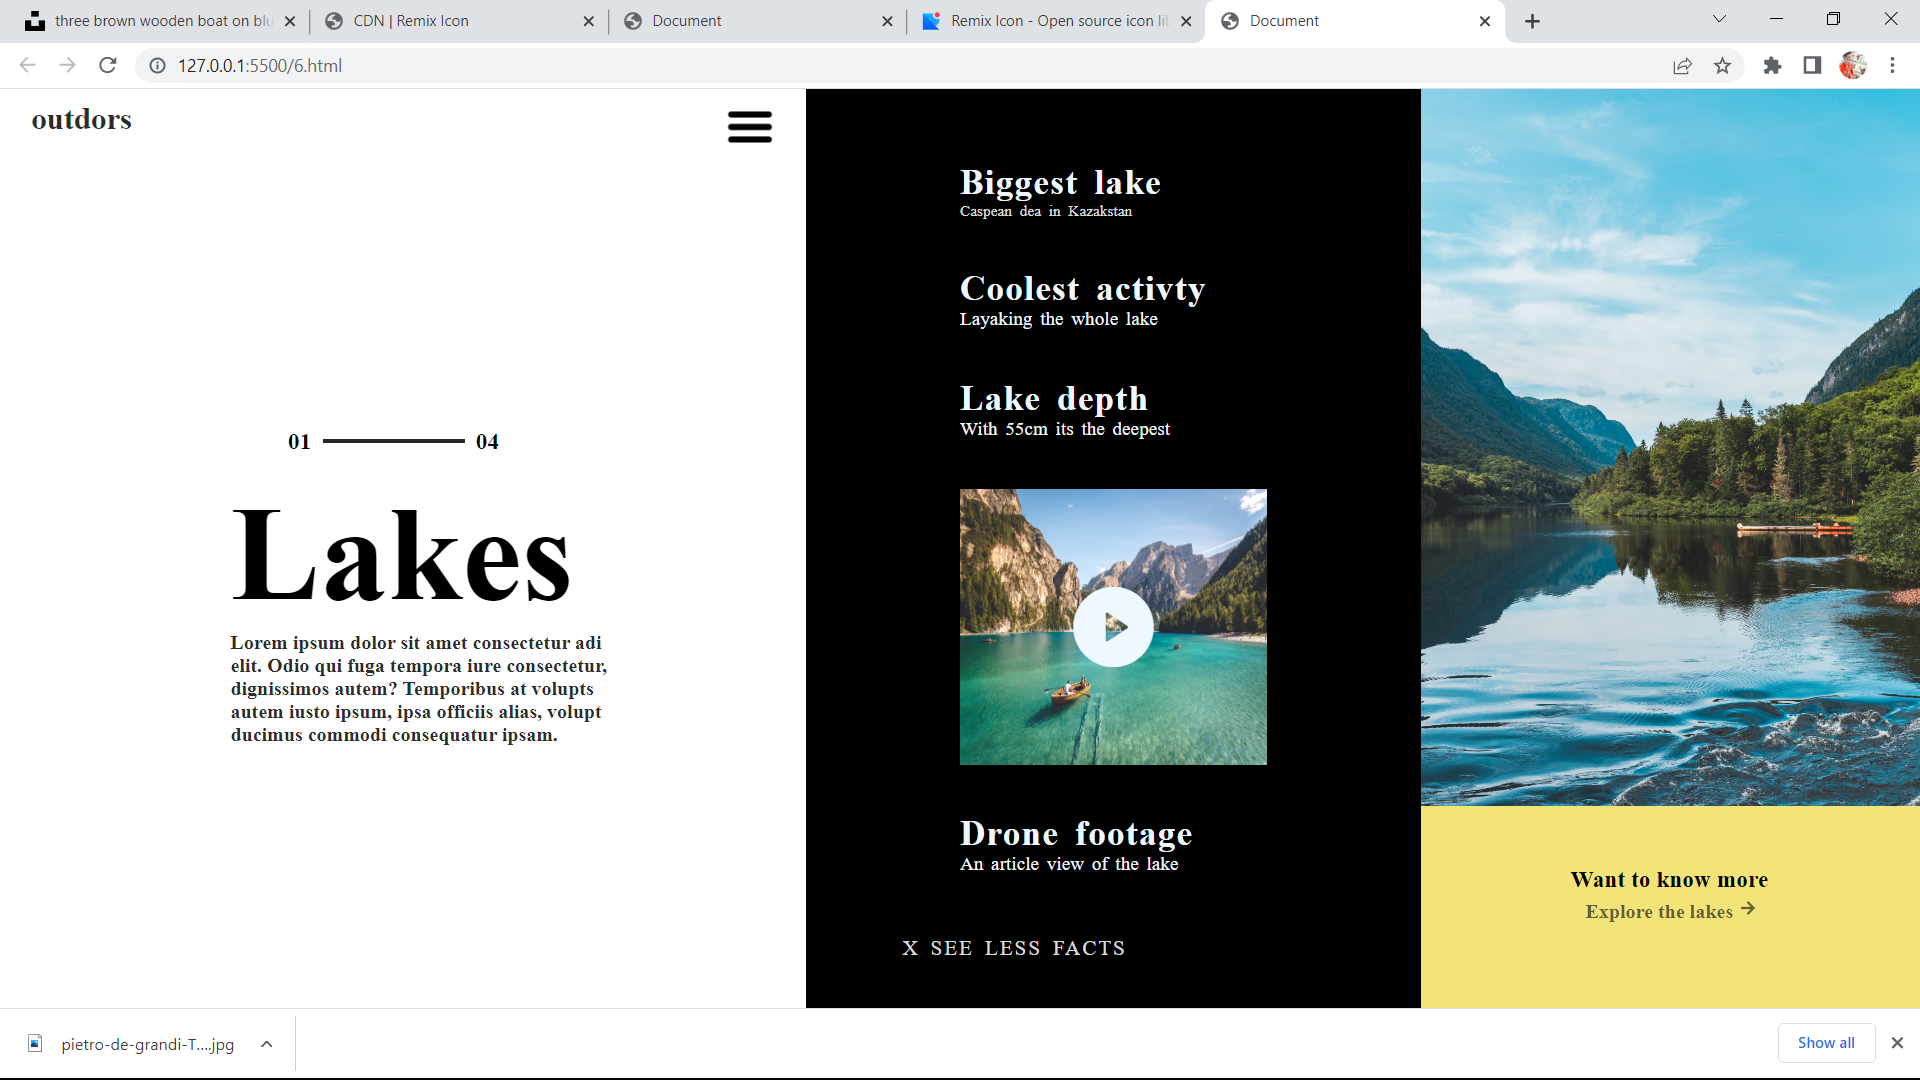 three brown wooden boat on blu
CDN | Remix Icon
Document
Remix Icon - Open source icon lib
Document
127.0.0.1:5500/6.html
outdors
01
04
Lakes
Lorem ipsum dolor sit amet consectetur adi
elit. Odio qui fuga tempora iure consectetur,
dignissimos autem? Temporibus at volupts
autem iusto ipsum, ipsa officiis alias, volupt
ducimus commodi consequatur ipsam.
Biggest lake
Caspean dea in Kazakstan
Coolest activty
Layaking the whole lake
Lake depth
With 55cm its the deepest
Drone footage
An article view of the lake
X SEE LESS FACTS
Want to know more
Explore the lakes →
pietro-de-grandi-T....jpg
Show all